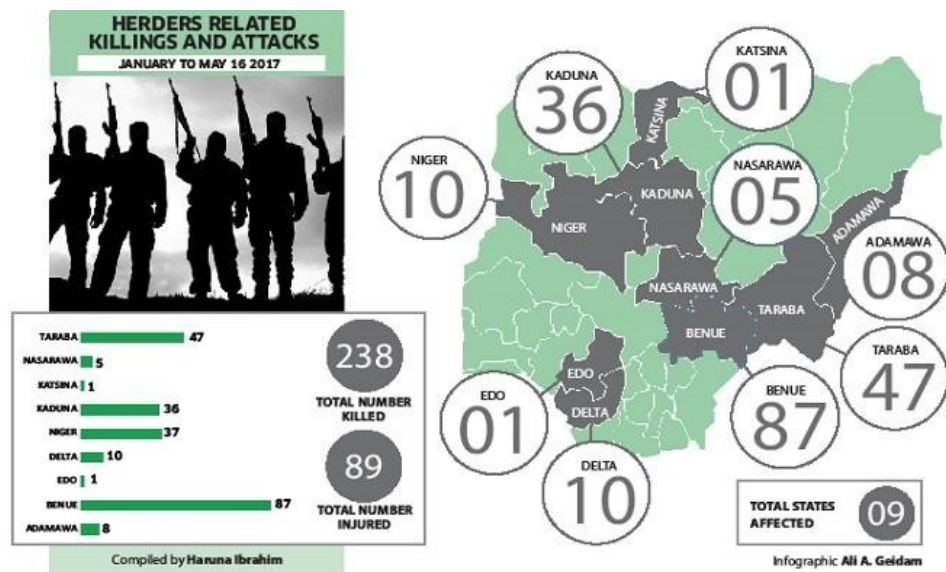 HERDERS RELATED
KILLINGS AND ATTACKS
JANUARY TO MAY 16 2017
TARABA 47
NASARAWA 5
KATSINA 1
KADUNA 36
NIGER 37
DELTA 10
EDO 1
BENUE 87
ADAMAWA 8
238
TOTAL NUMBER
KILLED
89
TOTAL NUMBER
INJURED
Compiled by Haruna Ibrahim
KATSINA
01
KADUNA
36
NIGER
10
NASARAWA
05
ADAMAWA
08
TARABA
47
BENUE
87
EDO
01
DELTA
10
KATSINA
KADUNA
NIGER
ADAMAWA
NASARAWA
TARABA
BENUE
EDO
DELTA
TOTAL STATES
AFFECTED
09
Infographic Ali A. Geidam